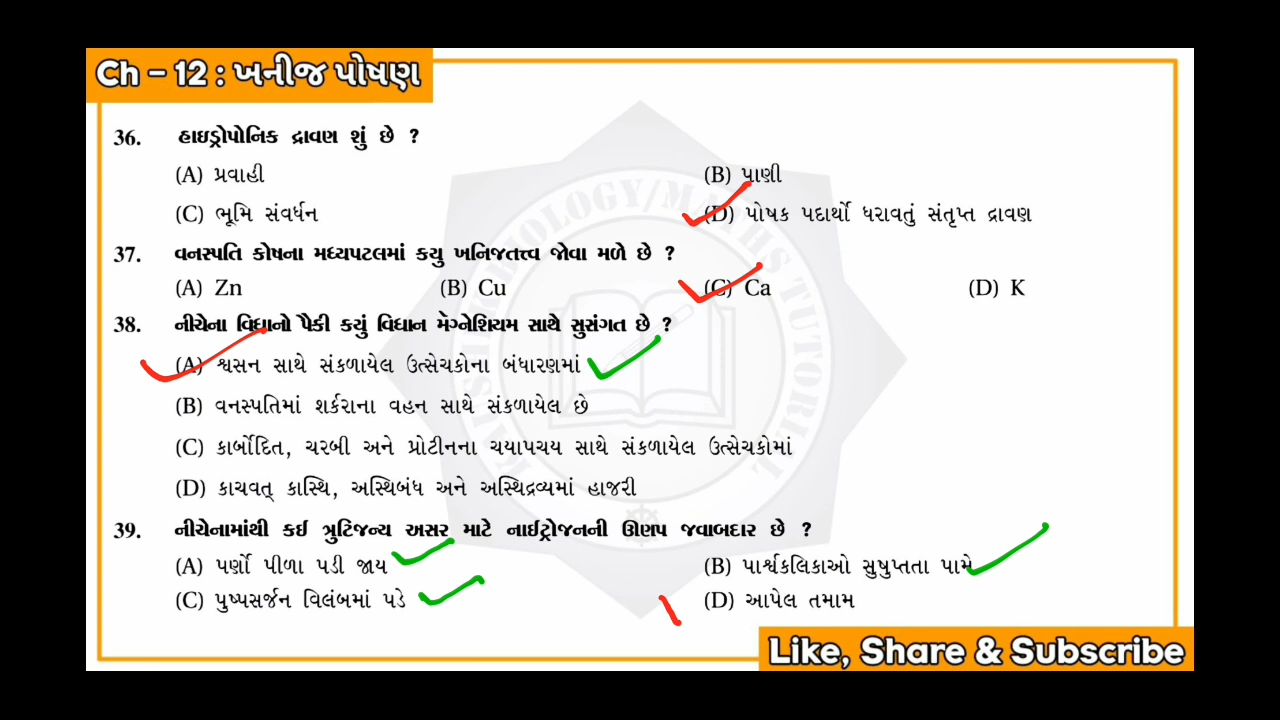 Ch – 12 : ખનીજ પોષણ
36. હાઇડ્રોપોનિક દ્રાવણ શું છે ?
(A) પ્રવાહી (B) પાણી
(C) ભૂમિ સંવર્ધન (D) પોષક પદાર્થો ધરાવતું સંતૃપ્ત દ્રાવણ
37. વનસ્પતિ કોષના મધ્યપટલમાં કયુ ખનિજતત્ત્વ જોવા મળે છે ?
(A) Zn (B) Cu (C) Ca (D) K
38. નીચેના વિધાનો પૈકી કયું વિધાન મેગ્નેશિયમ સાથે સુસંગત છે ?
(A) શ્વસન સાથે સંકળાયેલ ઉત્સેચકોના બંધારણમાં
(B) વનસ્પતિમાં શર્કરાના વહન સાથે સંકળાયેલ છે
(C) કાર્બોદિત, ચરબી અને પ્રોટીનના ચયાપચય સાથે સંકળાયેલ ઉત્સેચકોમાં
(D) કાચવત્ કાસ્થિ, અસ્થિબંધ અને અસ્થિદ્રવ્યમાં હાજરી
39. નીચેનામાંથી કઈ ત્રુટિજન્ય અસર માટે નાઈટ્રોજનની ઊણપ જવાબદાર છે ?
(A) પર્ણો પીળા પડી જાય (B) પાર્શ્વકલિકાઓ સુષુપ્તતા પામે
(C) પુષ્પસર્જન વિલંબમાં પડે (D) આપેલ તમામ
Like, Share & Subscribe